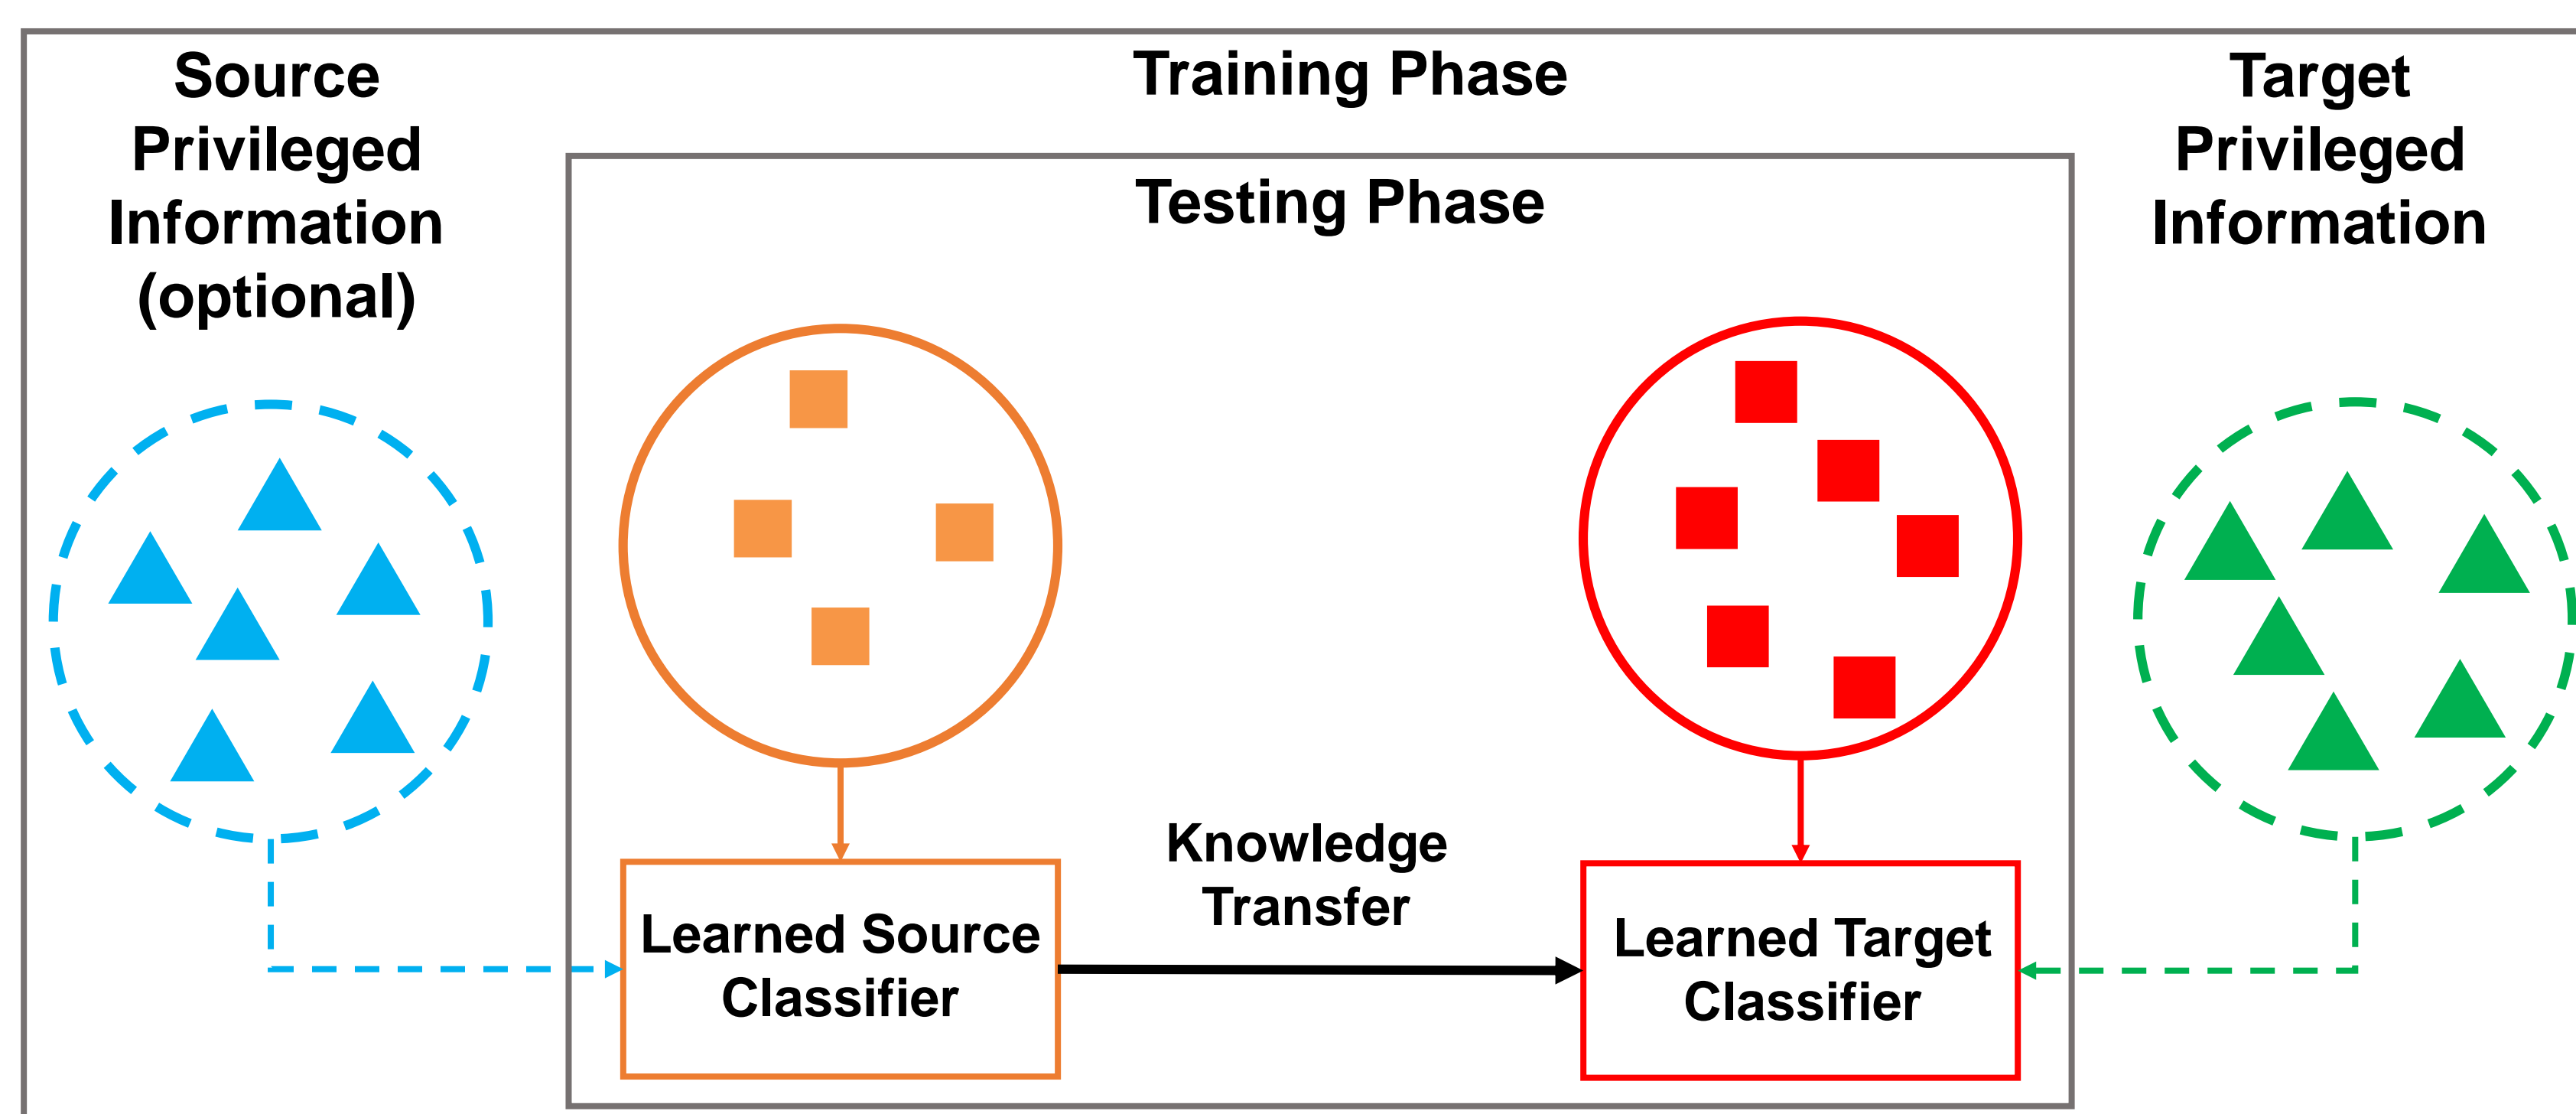 Source
Privileged
Information
(optional)
Training Phase
Testing Phase
Target
Privileged
Information
Knowledge
Transfer
Learned Source
Classifier
Learned Target
Classifier